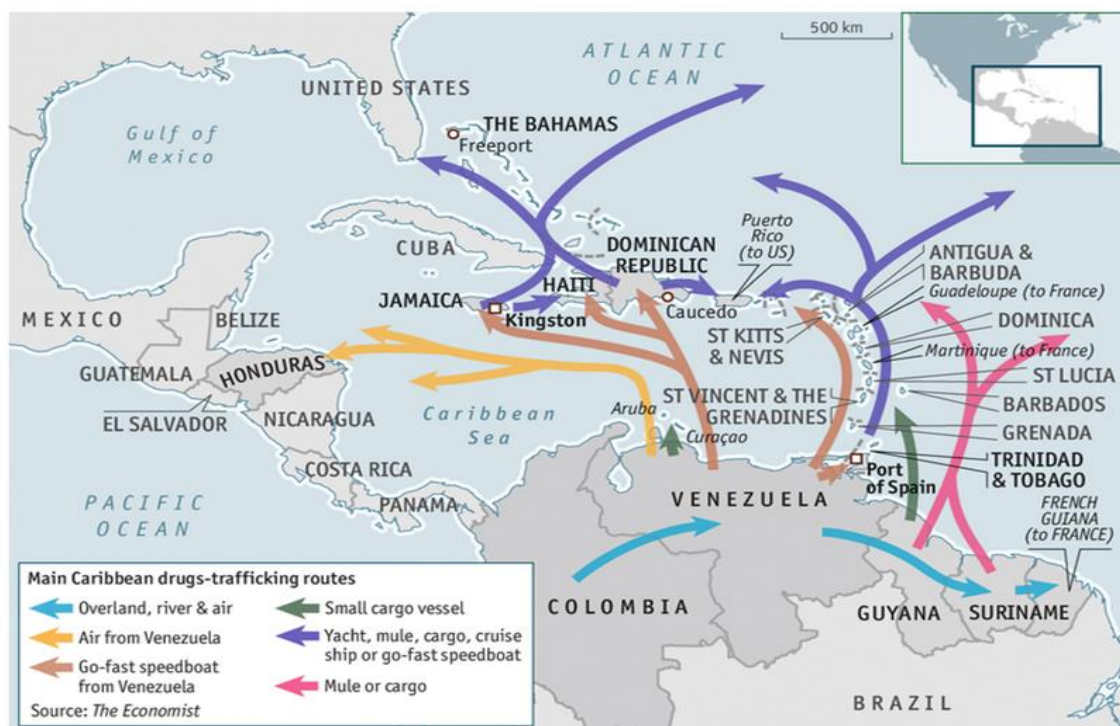 500 km
ATLANTIC
OCEAN
UNITED STATES
Gulf of
Mexico
THE BAHAMAS
Freeport
CUBA
Puerto
Rico
(to US)
DOMINICAN
REPUBLIC
HAITI
JAMAICA
Kingston
Caucedo
ANTIGUA &
BARBUDA
Guadeloupe (to France)
DOMINICA
Martinique (to France)
ST LUCIA
BARBADOS
GRENADA
TRINIDAD
& TOBAGO
ST KITTS
& NEVIS
ST VINCENT & THE
GRENADINES
Port
of Spain
FRENCH
GUIANA
(to FRANCE)
MEXICO
BELIZE
GUATEMALA
HONDURAS
EL SALVADOR
NICARAGUA
COSTA RICA
PANAMA
Caribbean
Sea
Aruba
Curaçao
PACIFIC
OCEAN
VENEZUELA
COLOMBIA
GUYANA
SURINAME
BRAZIL
Main Caribbean drugs-trafficking routes
Overland, river & air
Air from Venezuela
Go-fast speedboat
from Venezuela
Small cargo vessel
Yacht, mule, cargo, cruise
ship or go-fast speedboat
Mule or cargo
Source: The Economist